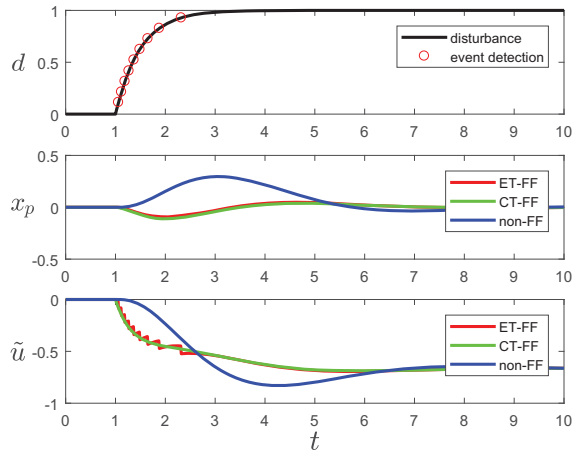 1
disturbance
event detection
d
0.5
0
0 1 2 3 4 5 6 7 8 9 10
0.5
ET-FF
CT-FF
non-FF
x_p
0
-0.5
0 1 2 3 4 5 6 7 8 9 10
0
ET-FF
CT-FF
non-FF
ũ
-0.5
-1
0 1 2 3 4 5 6 7 8 9 10
t